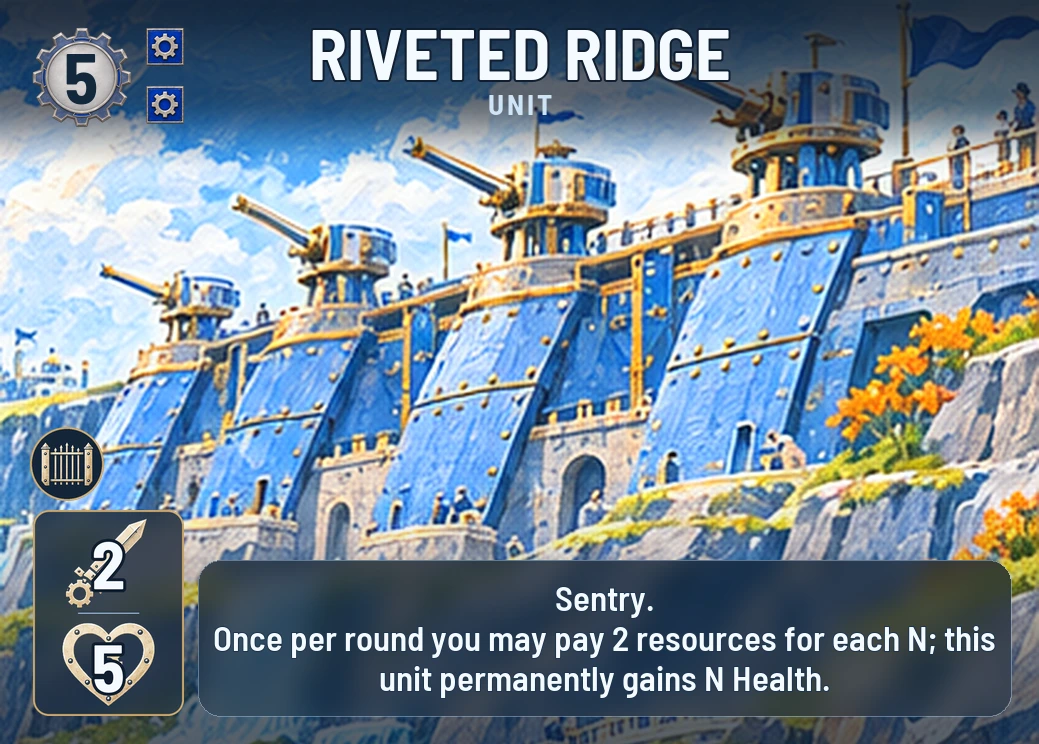 5
RIVETED RIDGE
UNIT
2
5
Sentry.
Once per round you may pay 2 resources for each N; this
unit permanently gains N Health.